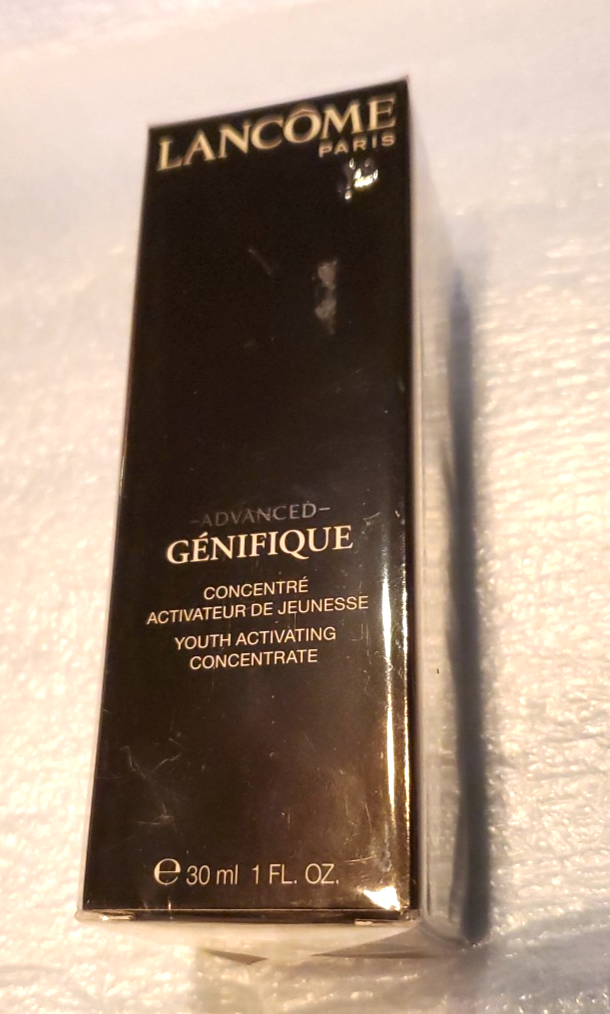 LANCÔME
PARIS
-ADVANCED-
GÉNIFIQUE
CONCENTRÉ
ACTIVATEUR DE JEUNESSE
YOUTH ACTIVATING
CONCENTRATE
℮ 30 ml 1 FL. OZ.